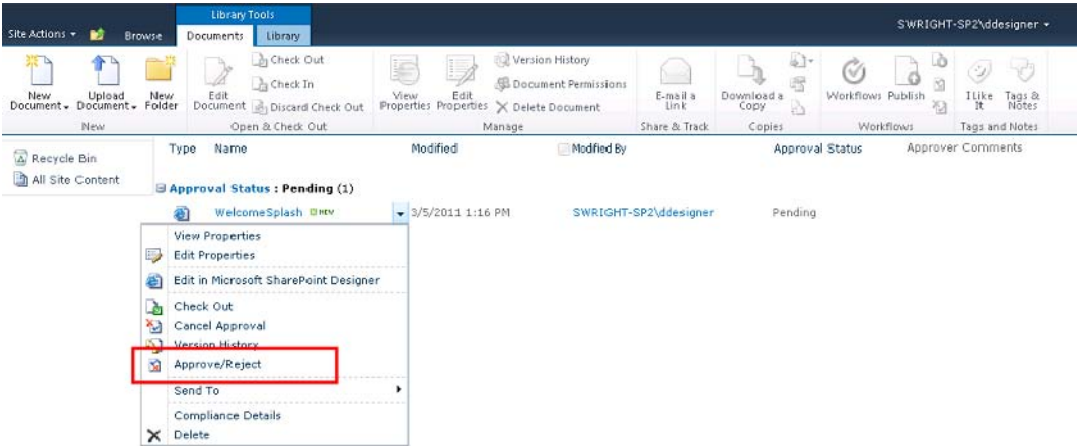 Library Tools
SWRIGHT-SP2\ddesigner
Site Actions Browse Documents Library
New Document
Upload Document
New Folder
Edit Document
Check Out
Check In
Discard Check Out
View Properties
Edit Properties
Version History
Document Permissions
Delete Document
E-mail a Link
Download a Copy
Workflows
Publish
I Like It
Tags & Notes
New
Open & Check Out
Manage
Share & Track
Copies
Workflows
Tags and Notes
Recycle Bin
All Site Content
Type Name Modified Modified By Approval Status Approver Comments
Approval Status : Pending (1)
WelcomeSplash NEW 3/5/2011 1:16 PM SWRIGHT-SP2\ddesigner Pending
View Properties
Edit Properties
Edit in Microsoft SharePoint Designer
Check Out
Cancel Approval
Version History
Approve/Reject
Send To
Compliance Details
Delete